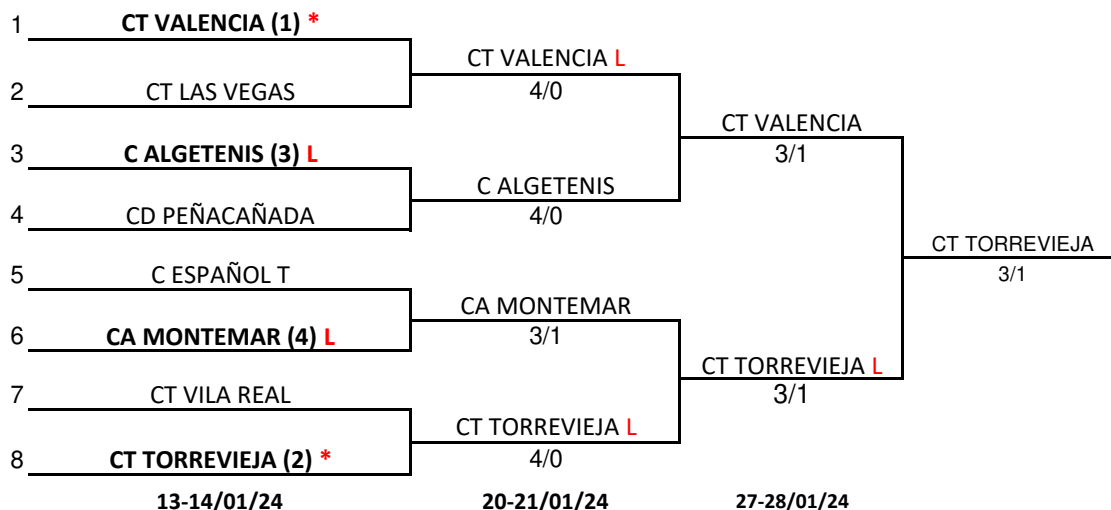 1 CT VALENCIA (1) *
2 CT LAS VEGAS
3 C ALGETENIS (3) L
4 CD PEÑACAÑADA
5 C ESPAÑOL T
6 CA MONTEMAR (4) L
7 CT VILA REAL
8 CT TORREVIEJA (2) *
13-14/01/24
CT VALENCIA L
4/0
C ALGETENIS
4/0
CA MONTEMAR
3/1
CT TORREVIEJA L
4/0
20-21/01/24
CT VALENCIA
3/1
CT TORREVIEJA L
3/1
27-28/01/24
CT TORREVIEJA
3/1